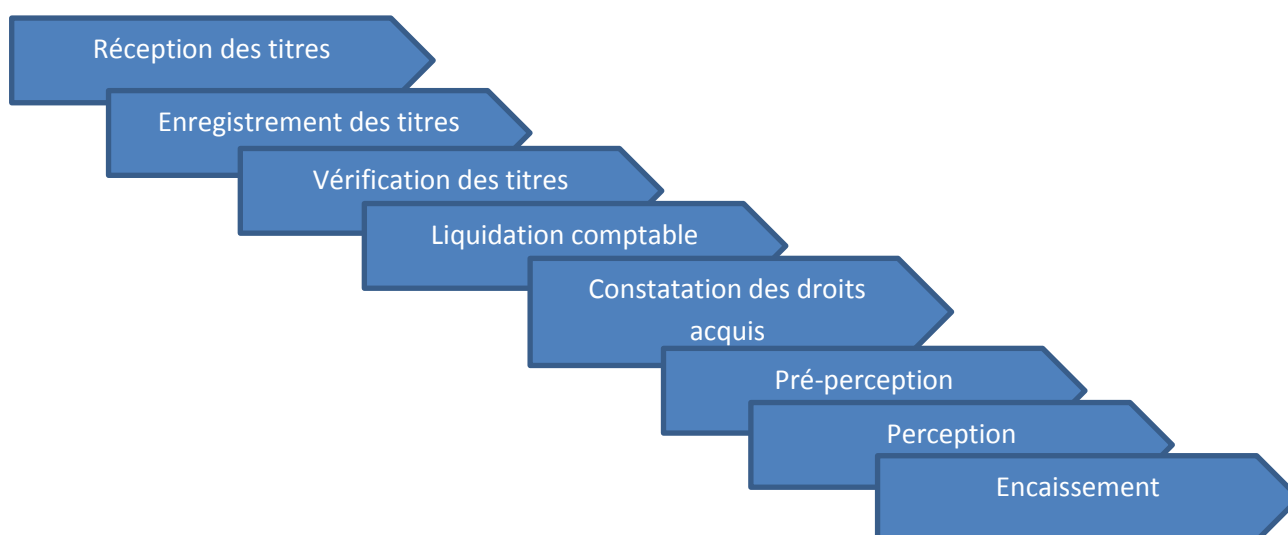 Réception des titres
Enregistrement des titres
Vérification des titres
Liquidation comptable
Constatation des droits
acquis
Pré-perception
Perception
Encaissement